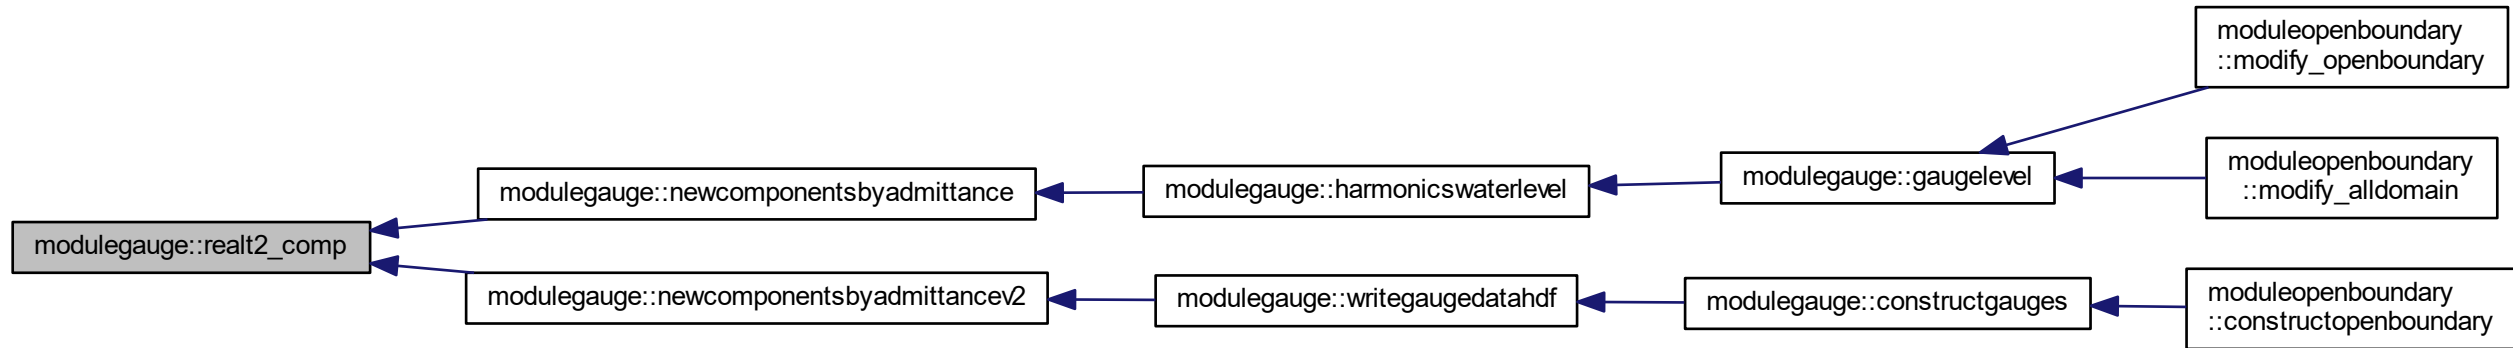 moduleopenboundary
::modify_openboundary
modulegauge::newcomponentsbyadmittance
modulegauge::harmonicswaterlevel
modulegauge::gaugelevel
moduleopenboundary
::modify_alldomain
modulegauge::realt2_comp
modulegauge::newcomponentsbyadmittancev2
modulegauge::writegaugedatahdf
modulegauge::constructgauges
moduleopenboundary
::constructopenboundary